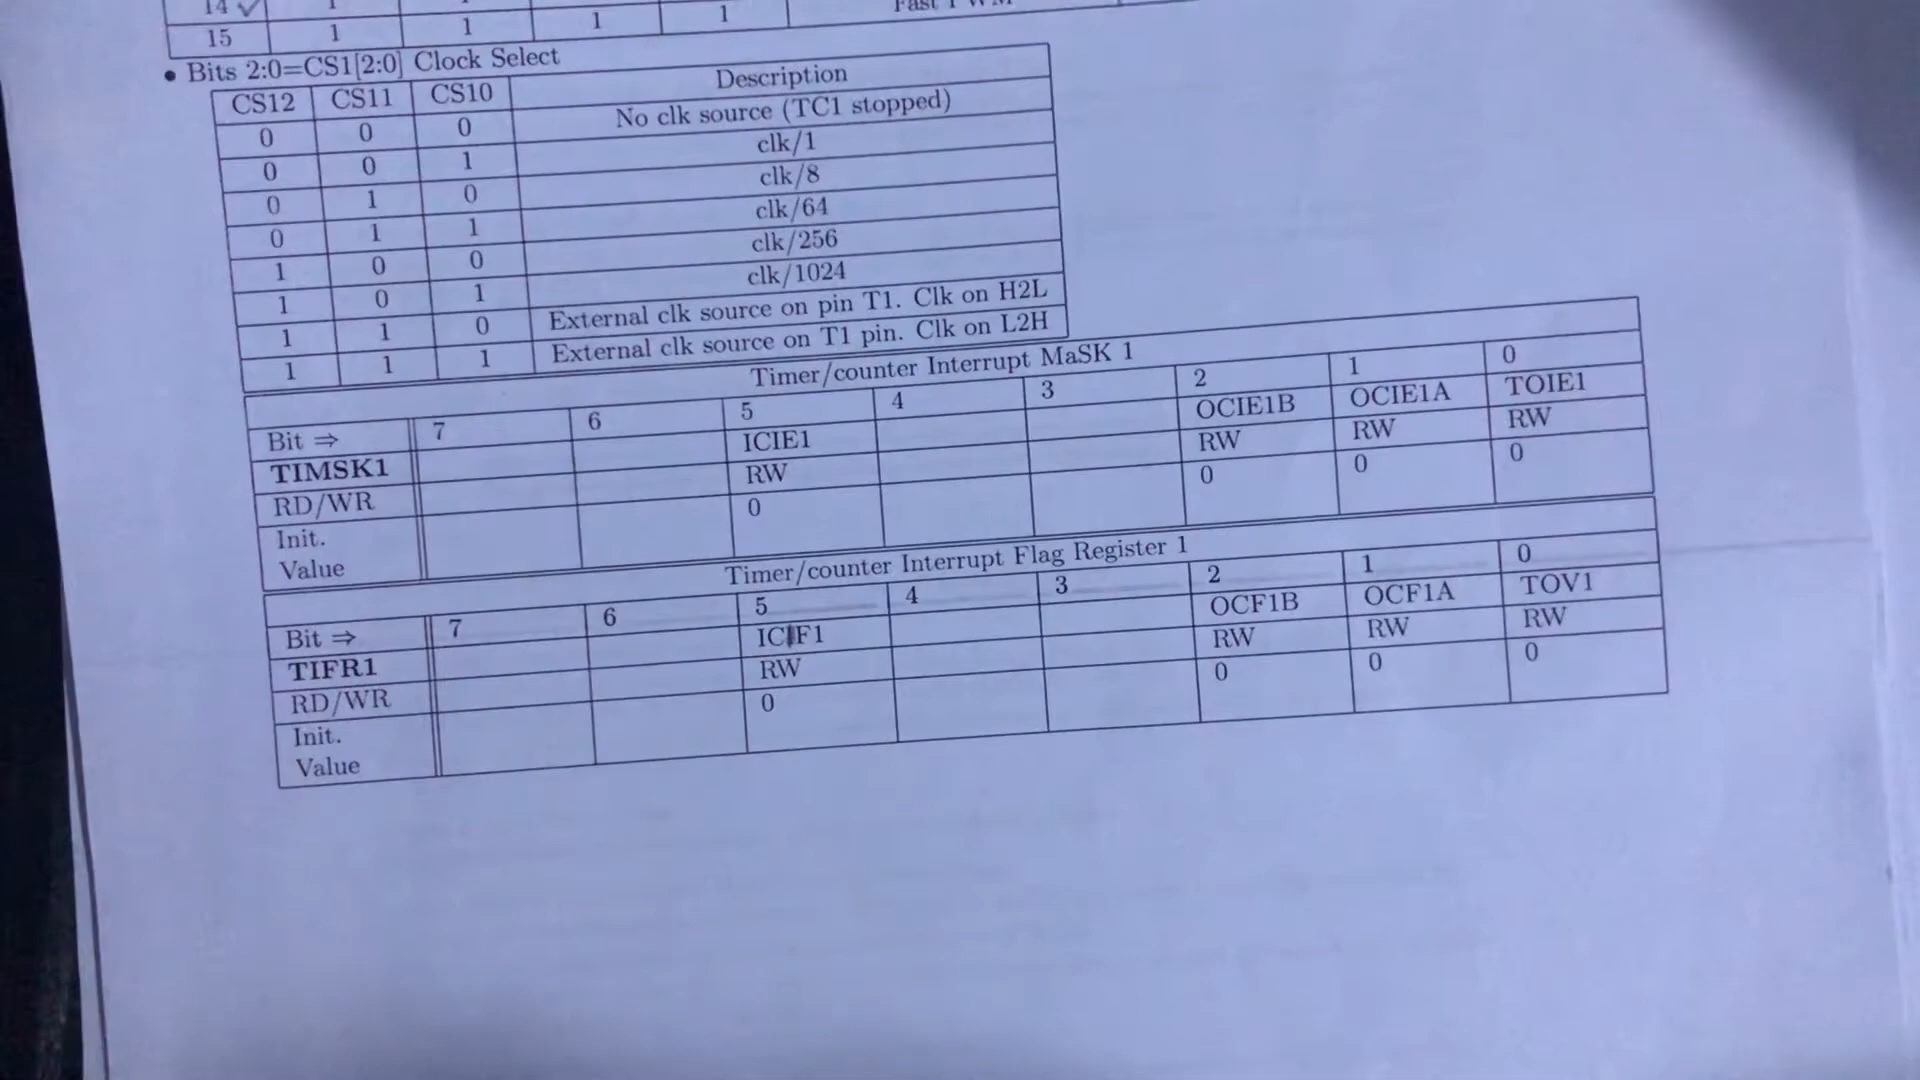 14 ✓ 1
15 1 1 1 1 Fast PWM
• Bits 2:0=CS1[2:0] Clock Select
CS12 CS11 CS10 Description
0 0 0 No clk source (TC1 stopped)
0 0 1 clk/1
0 1 0 clk/8
0 1 1 clk/64
1 0 0 clk/256
1 0 1 clk/1024
1 1 0 External clk source on pin T1. Clk on H2L
1 1 1 External clk source on T1 pin. Clk on L2H
Timer/counter Interrupt MaSK 1
Bit ⇒ 7 6 5 4 3 2 1 0
TIMSK1 ICIE1 OCIE1B OCIE1A TOIE1
RD/WR RW RW RW RW
Init. Value 0 0 0 0
Timer/counter Interrupt Flag Register 1
Bit ⇒ 7 6 5 4 3 2 1 0
TIFR1 ICIF1 OCF1B OCF1A TOV1
RD/WR RW RW RW RW
Init. Value 0 0 0 0